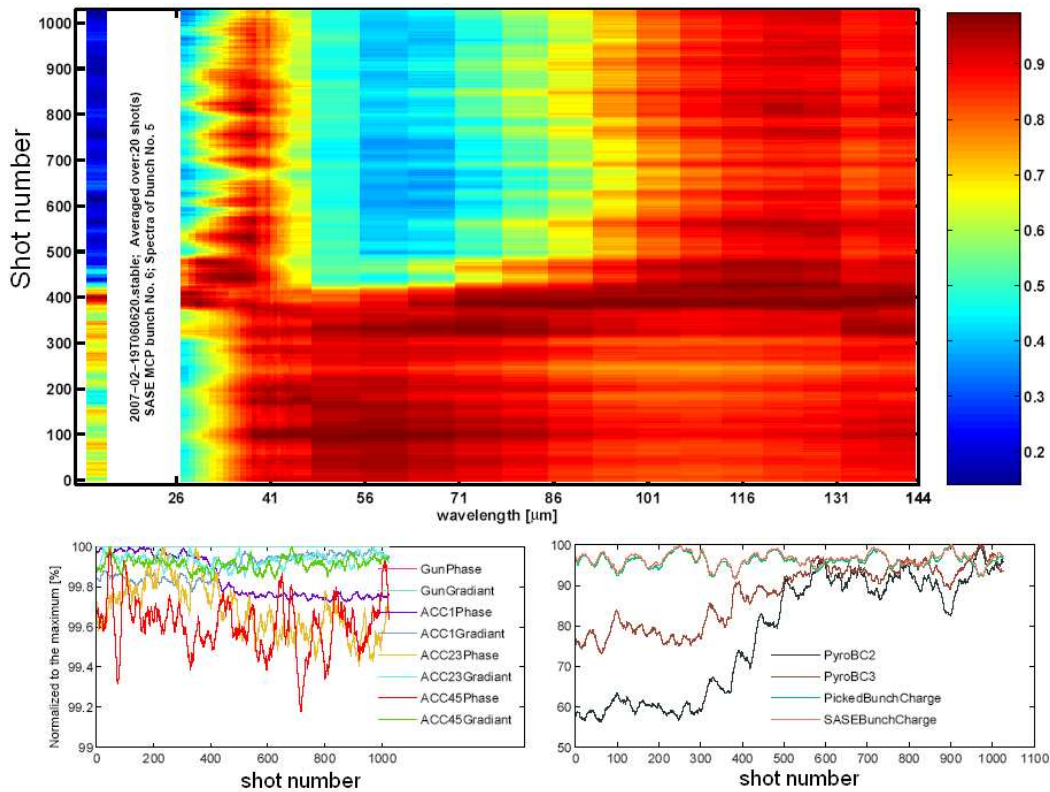 Shot number
1000
900
800
700
600
500
400
300
200
100
0
2007-02-19T060620.stable; Averaged over:20 shot(s)
SASE MCP bunch No. 6; Spectra of bunch No. 5
26 41 56 71 86 101 116 131 144
wavelength [μm]
0.9
0.8
0.7
0.6
0.5
0.4
0.3
0.2
Normalized to the maximum [%]
100
99.8
99.6
99.4
99.2
99
0 200 400 600 800 1000
shot number
GunPhase
GunGradiant
ACC1Phase
ACC1Gradiant
ACC23Phase
ACC23Gradiant
ACC45Phase
ACC45Gradiant
100
90
80
70
60
50
0 100 200 300 400 500 600 700 800 900 1000 1100
shot number
PyroBC2
PyroBC3
PickedBunchCharge
SASEBunchCharge